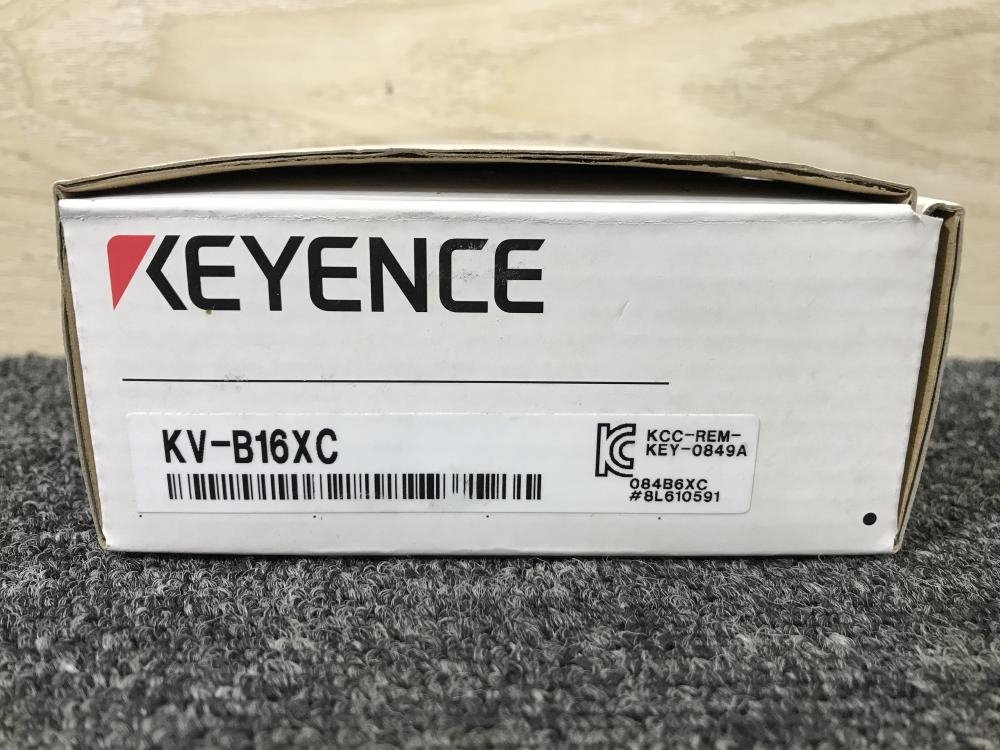 KEYENCE
KV-B16XC
KCC-REM-
KEY-0849A
084B6XC
#8L610591